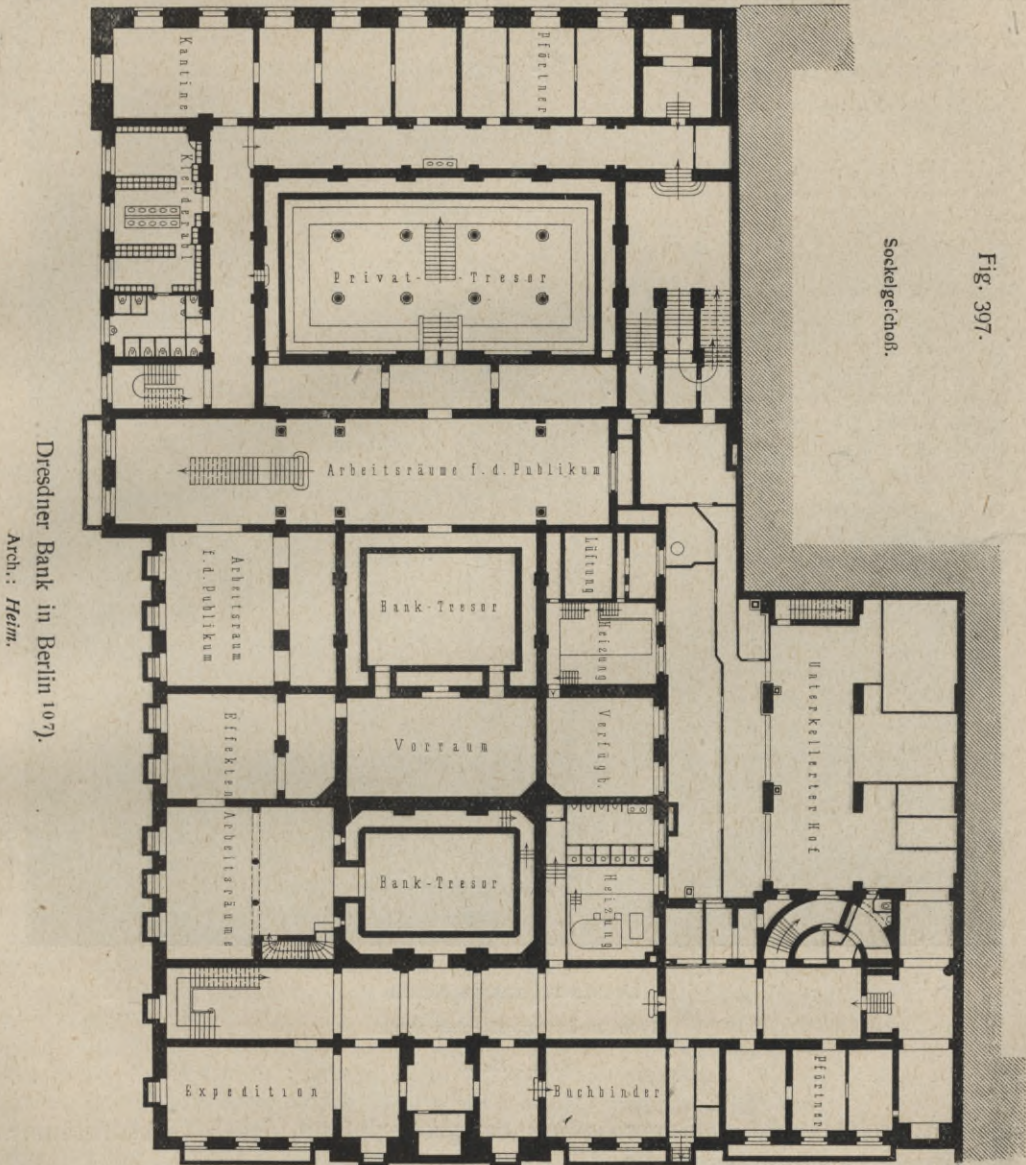 Fig. 397.
Sockelgeſchoß.
Kantine
Pförtner
Kleiderabl
Privat-Tresor
Arbeitsräume f.d.Publikum
Arbeitsraum
f.d.Publikum
Bank-Tresor
Lüftung
Heizung
Unterkellerter Hof
Effekten
Vorraum
Verfügb.
Arbeitsräume
Bank-Tresor
Heizung
Expedition
Buchbinder
Pförtner
Dresdner Bank in Berlin 107).
Arch.: Heim.